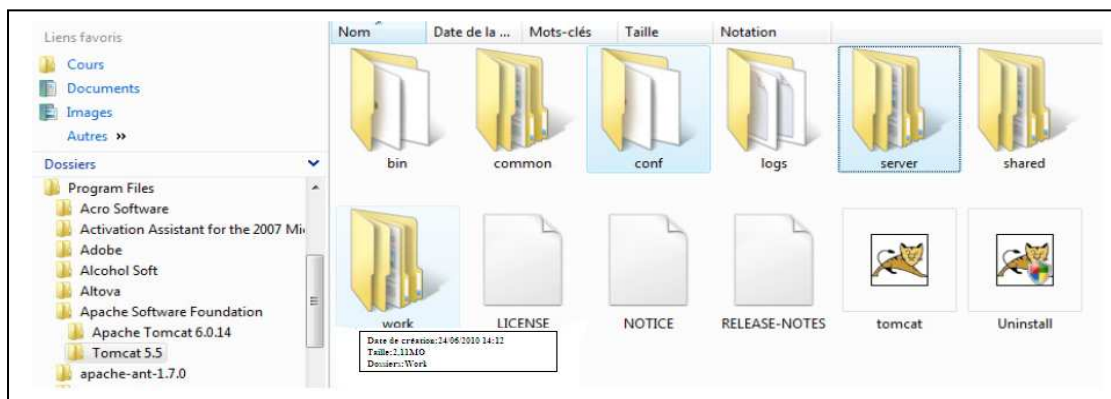 Liens favoris
Cours
Documents
Images
Autres »
Dossiers
Program Files
Acro Software
Activation Assistant for the 2007 Mi
Adobe
Alcohol Soft
Altova
Apache Software Foundation
Apache Tomcat 6.0.14
Tomcat 5.5
apache-ant-1.7.0
Nom Date de la ... Mots-clés Taille Notation
bin common conf logs server shared
work LICENSE NOTICE RELEASE-NOTES tomcat Uninstall
Date de création:24/06/2010 14:12
Taille:2,11MO
Dossiers:Work